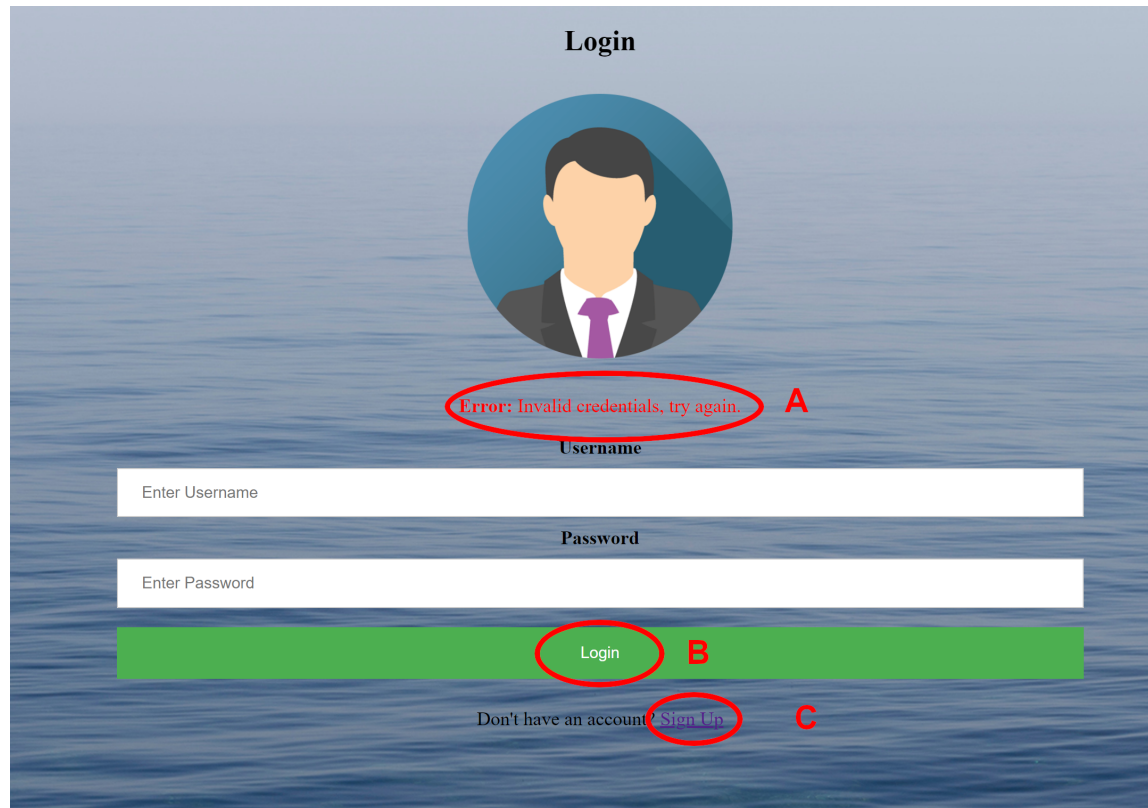 Login
Error: Invalid credentials, try again. A
Username
Enter Username
Password
Enter Password
Login B
Don't have an account? Sign Up C